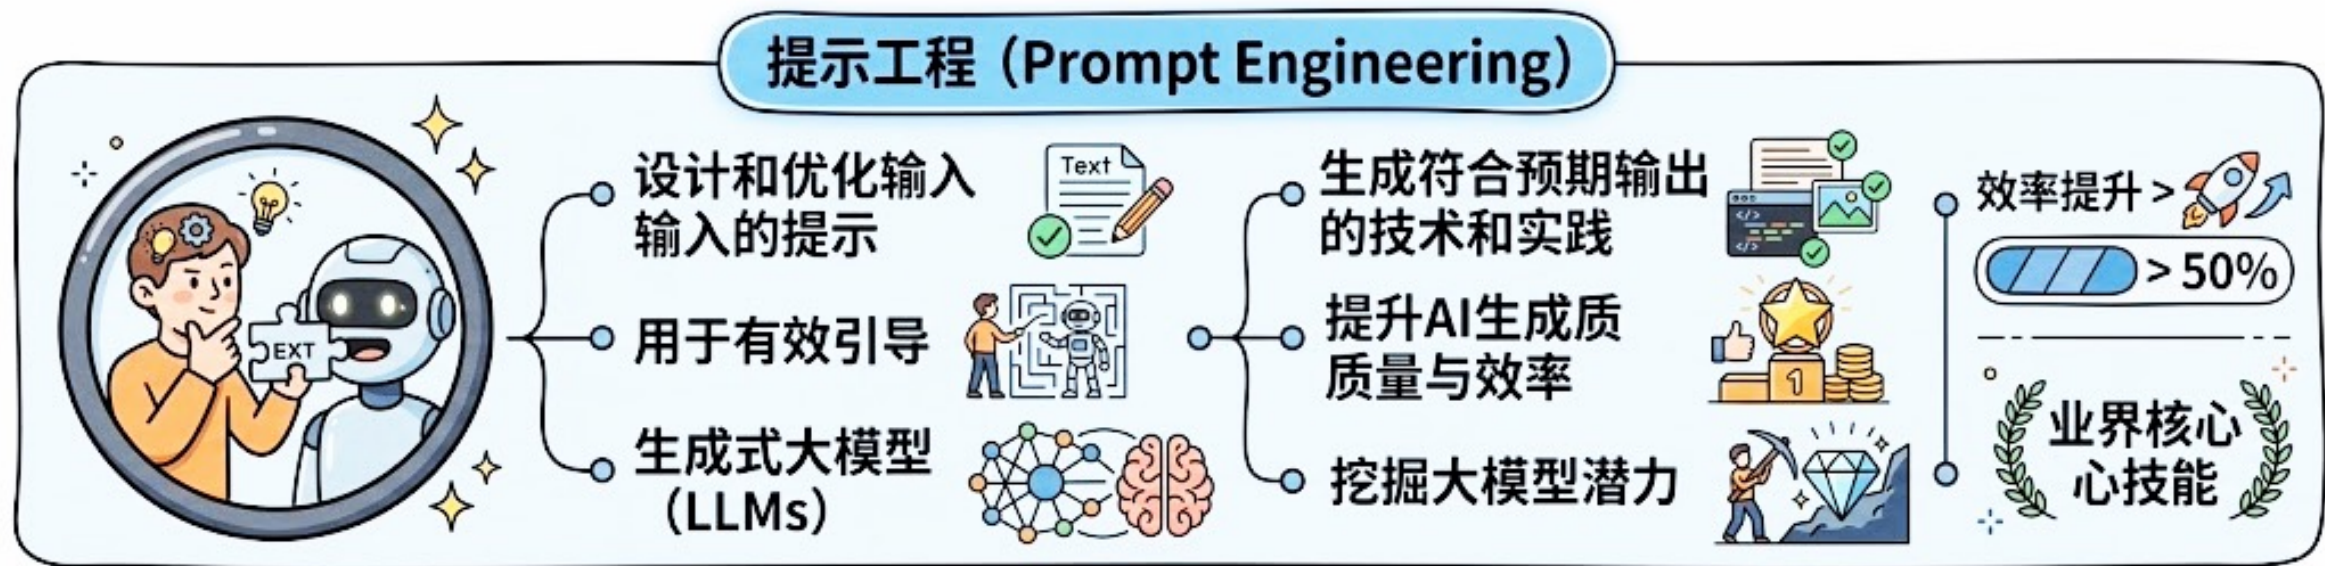 提示工程（Prompt Engineering）
设计和优化输入
输入的提示
Text
用于有效引导
生成式大模型
（LLMs）
EXT
生成符合预期输出
的技术和实践
</>
</>
提升AI生成质
质量与效率
1
挖掘大模型潜力
效率提升 >
> 50%
业界核心
心技能